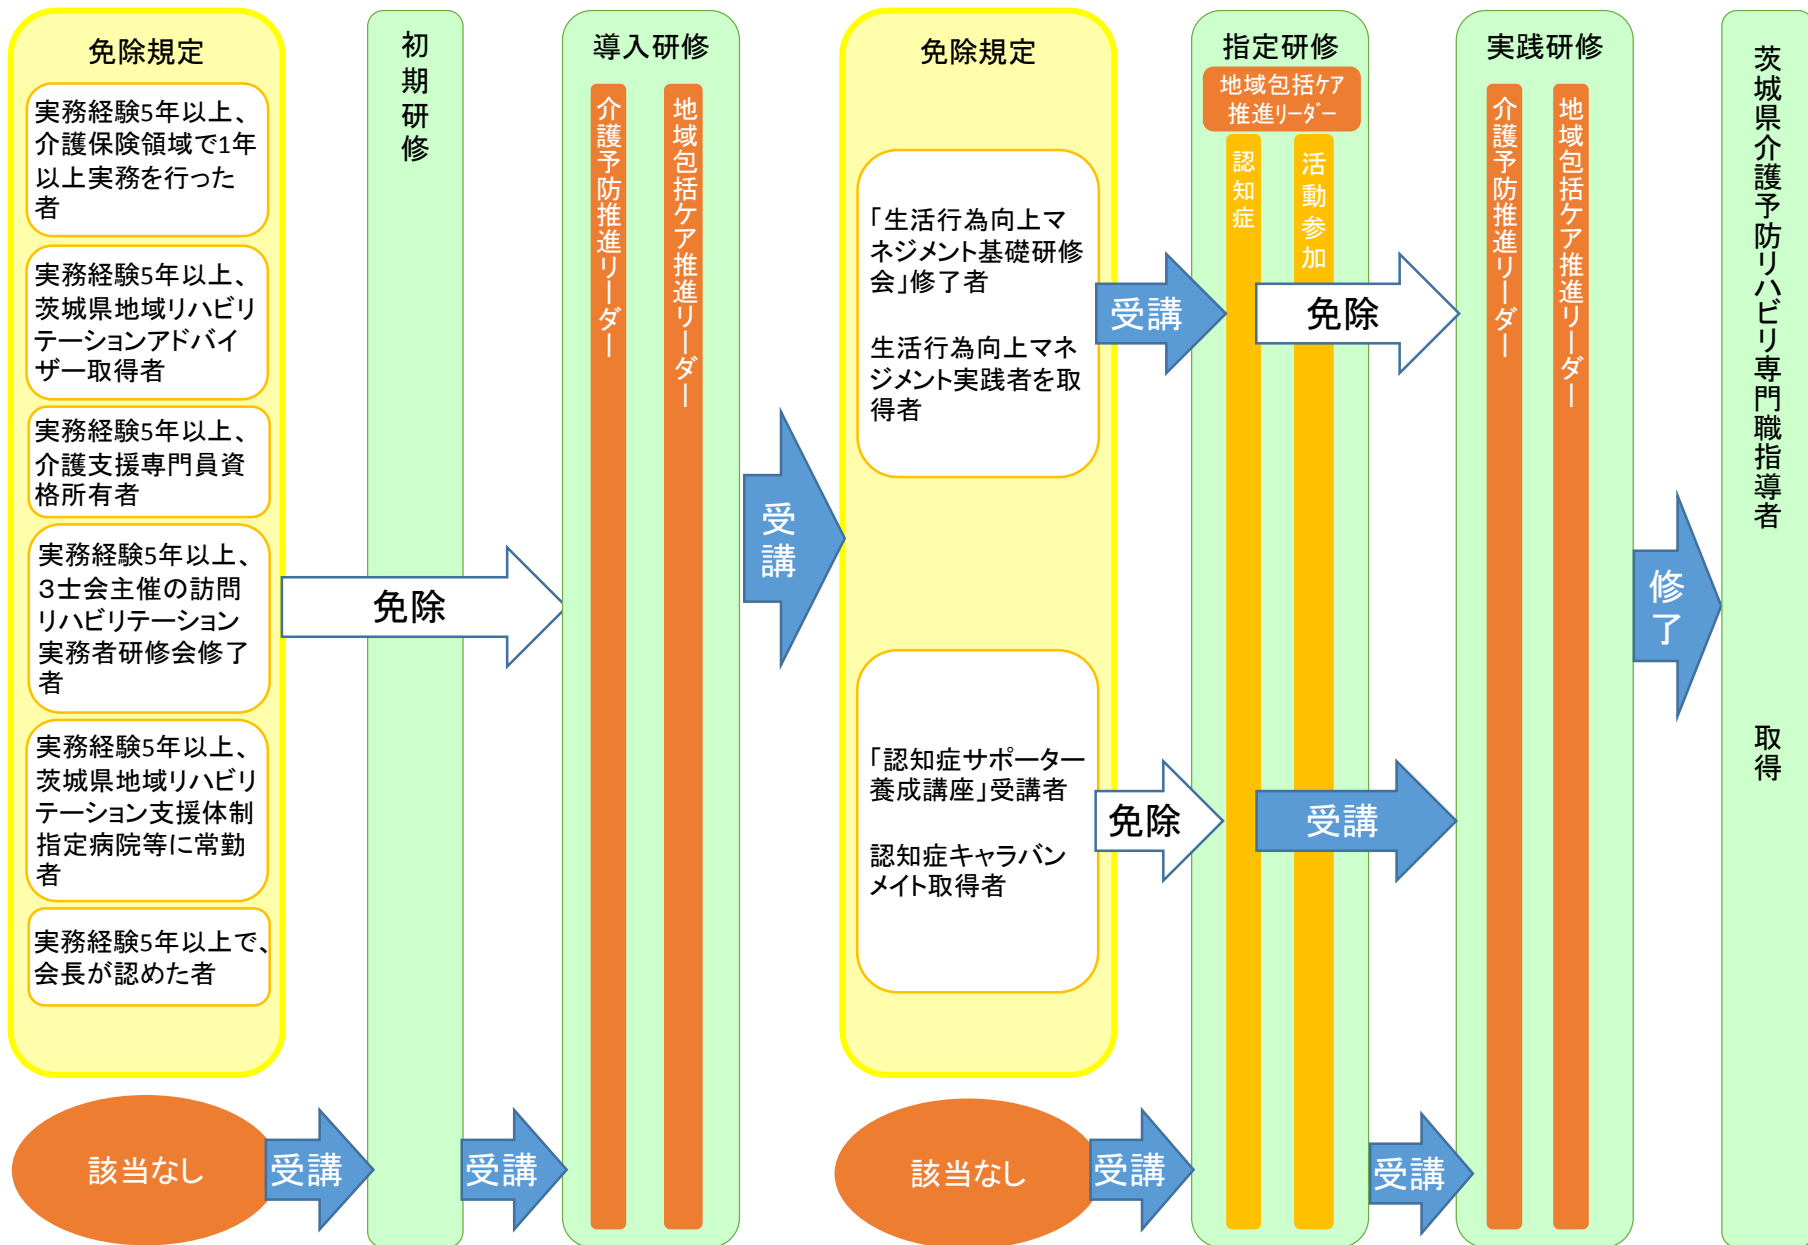 免除規定
実務経験5年以上、
介護保険領域で1年
以上実務を行った
者
実務経験5年以上、
茨城県地域リハビリ
テーションアドバイ
ザー取得者
実務経験5年以上、
介護支援専門員資
格所有者
実務経験5年以上、
3士会主催の訪問
リハビリテーション
実務者研修会修了
者
実務経験5年以上、
茨城県地域リハビリ
テーション支援体制
指定病院等に常勤
者
実務経験5年以上で、
会長が認めた者
該当なし
免除
受講
初期研修
受講
導入研修
介護予防推進リーダー
地域包括ケア推進リーダー
受講
免除規定
「生活行為向上マ
ネジメント基礎研修
会」修了者
生活行為向上マネ
ジメント実践者を取
得者
「認知症サポーター
養成講座」受講者
認知症キャラバン
メイト取得者
該当なし
受講
免除
受講
指定研修
地域包括ケア
推進リーダー
認知症
活動参加
免除
受講
受講
実践研修
介護予防推進リーダー
地域包括ケア推進リーダー
修了
茨城県介護予防リハビリ専門職指導者
取得